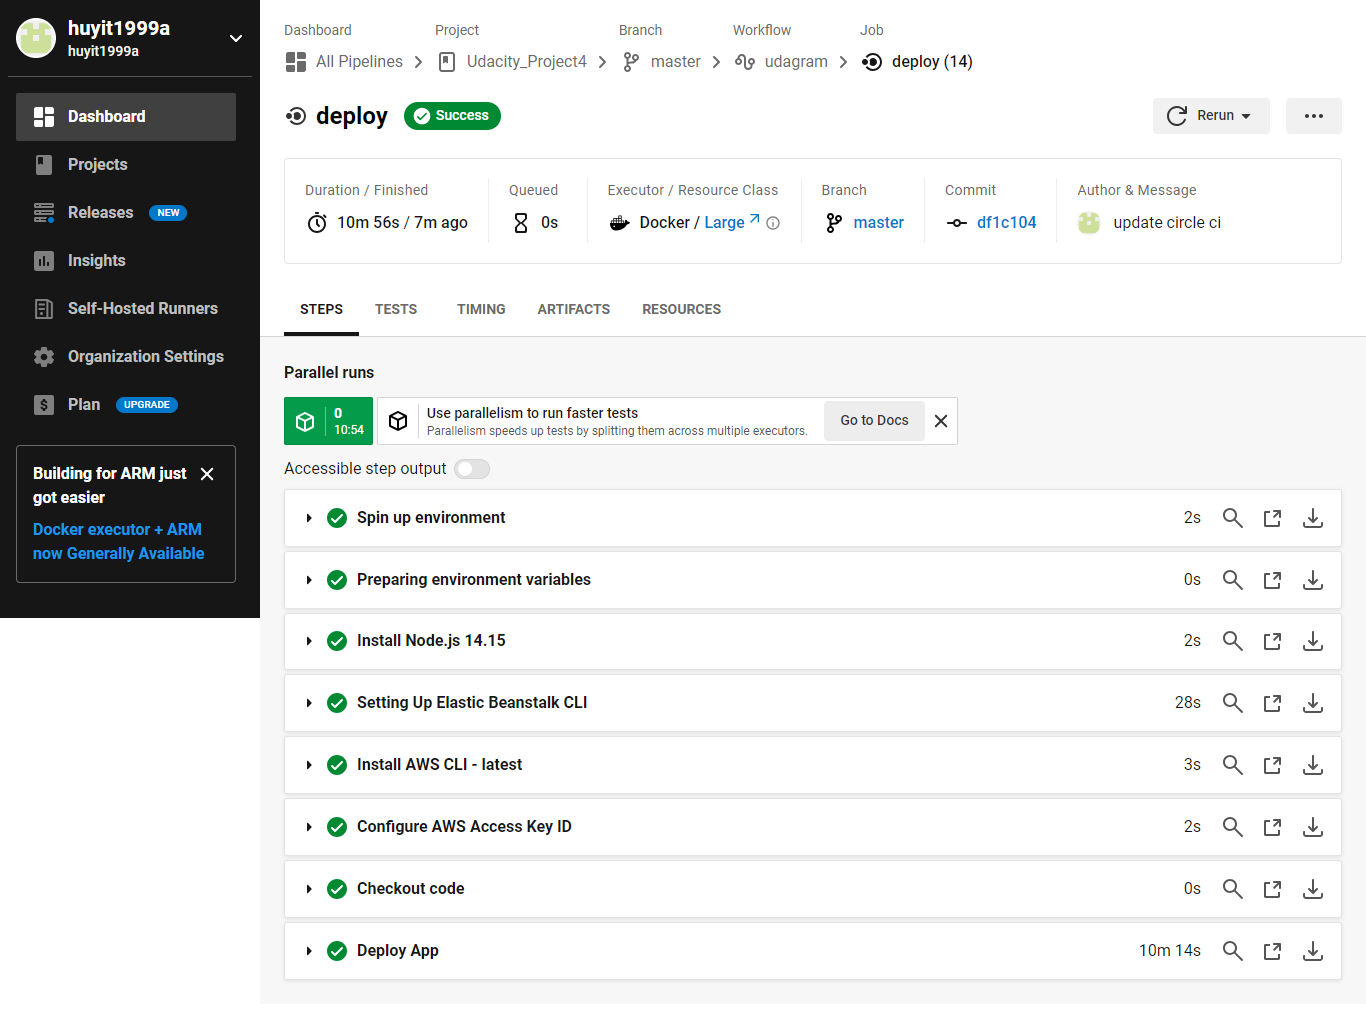 huyit1999a
huyit1999a
Dashboard
Projects
Releases NEW
Insights
Self-Hosted Runners
Organization Settings
Plan UPGRADE
Building for ARM just
got easier
Docker executor + ARM
now Generally Available
Dashboard Project Branch Workflow Job
All Pipelines Udacity_Project4 master udagram deploy (14)
deploy Success Rerun
Duration / Finished Queued Executor / Resource Class Branch Commit Author & Message
10m 56s / 7m ago 0s Docker / Large master df1c104 update circle ci
STEPS TESTS TIMING ARTIFACTS RESOURCES
Parallel runs
0
10:54
Use parallelism to run faster tests
Parallelism speeds up tests by splitting them across multiple executors.
Go to Docs
Accessible step output
Spin up environment 2s
Preparing environment variables 0s
Install Node.js 14.15 2s
Setting Up Elastic Beanstalk CLI 28s
Install AWS CLI - latest 3s
Configure AWS Access Key ID 2s
Checkout code 0s
Deploy App 10m 14s